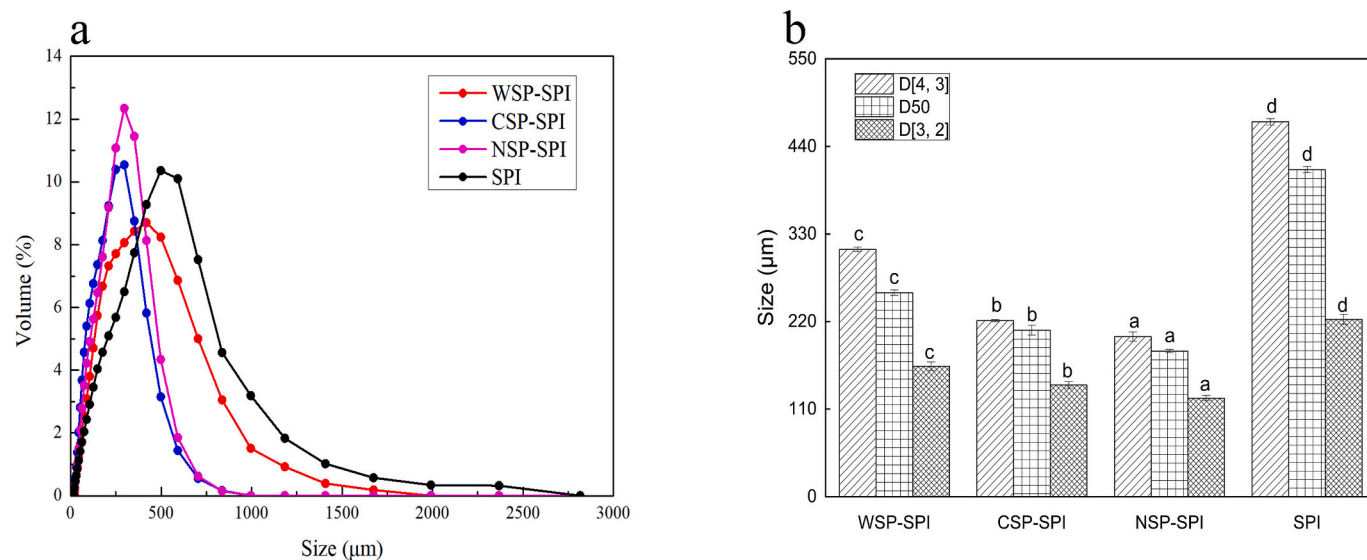 a
14
12
10
8
6
4
2
0
Volume (%)
WSP-SPI
CSP-SPI
NSP-SPI
SPI
0 500 1000 1500 2000 2500 3000
Size (μm)
b
550
440
330
220
110
0
Size (μm)
D[4, 3]
D50
D[3, 2]
c c c
b b b
a a a
d d d
WSP-SPI CSP-SPI NSP-SPI SPI